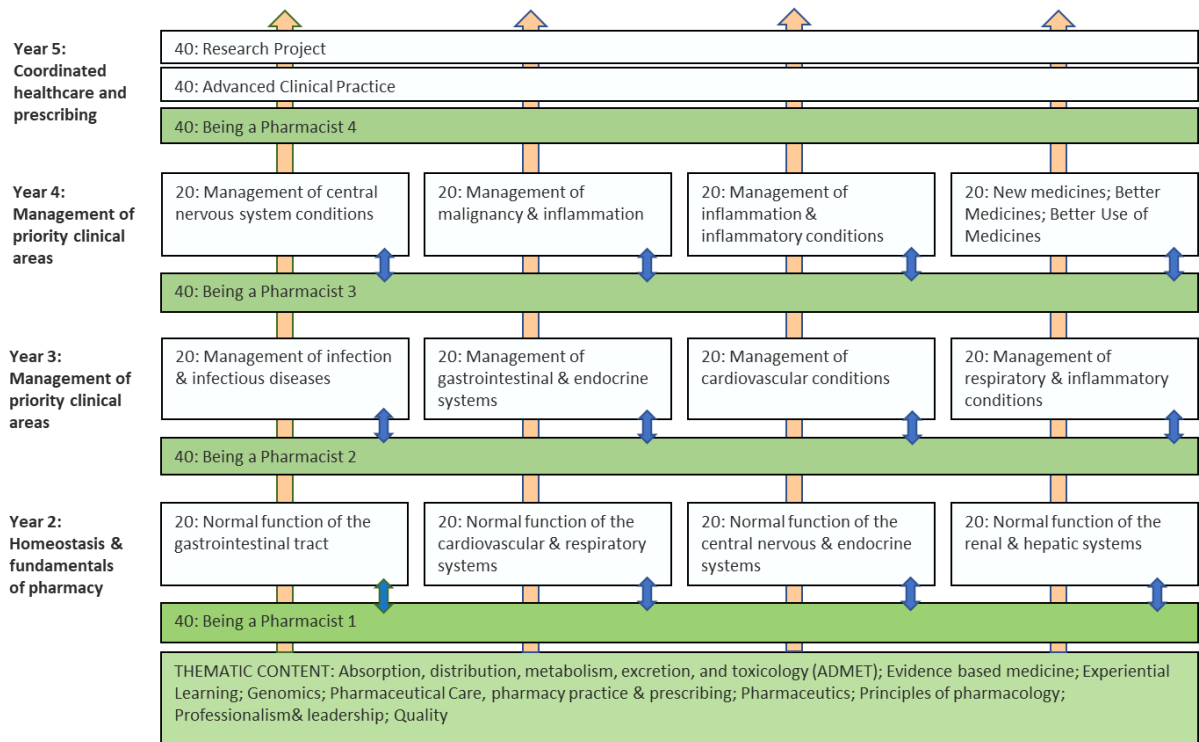 Year 5:
Coordinated
healthcare and
prescribing
40: Research Project
40: Advanced Clinical Practice
40: Being a Pharmacist 4
Year 4:
Management of
priority clinical
areas
20: Management of central
nervous system conditions
20: Management of
malignancy & inflammation
20: Management of
inflammation &
inflammatory conditions
20: New medicines; Better
Medicines; Better Use of
Medicines
40: Being a Pharmacist 3
Year 3:
Management of
priority clinical
areas
20: Management of infection
& infectious diseases
20: Management of
gastrointestinal & endocrine
systems
20: Management of
cardiovascular conditions
20: Management of
respiratory & inflammatory
conditions
40: Being a Pharmacist 2
Year 2:
Homeostasis &
fundamentals
of pharmacy
20: Normal function of the
gastrointestinal tract
20: Normal function of the
cardiovascular & respiratory
systems
20: Normal function of the
central nervous & endocrine
systems
20: Normal function of the
renal & hepatic systems
40: Being a Pharmacist 1
THEMATIC CONTENT: Absorption, distribution, metabolism, excretion, and toxicology (ADMET); Evidence based medicine; Experiential
Learning; Genomics; Pharmaceutical Care, pharmacy practice & prescribing; Pharmaceutics; Principles of pharmacology;
Professionalism& leadership; Quality